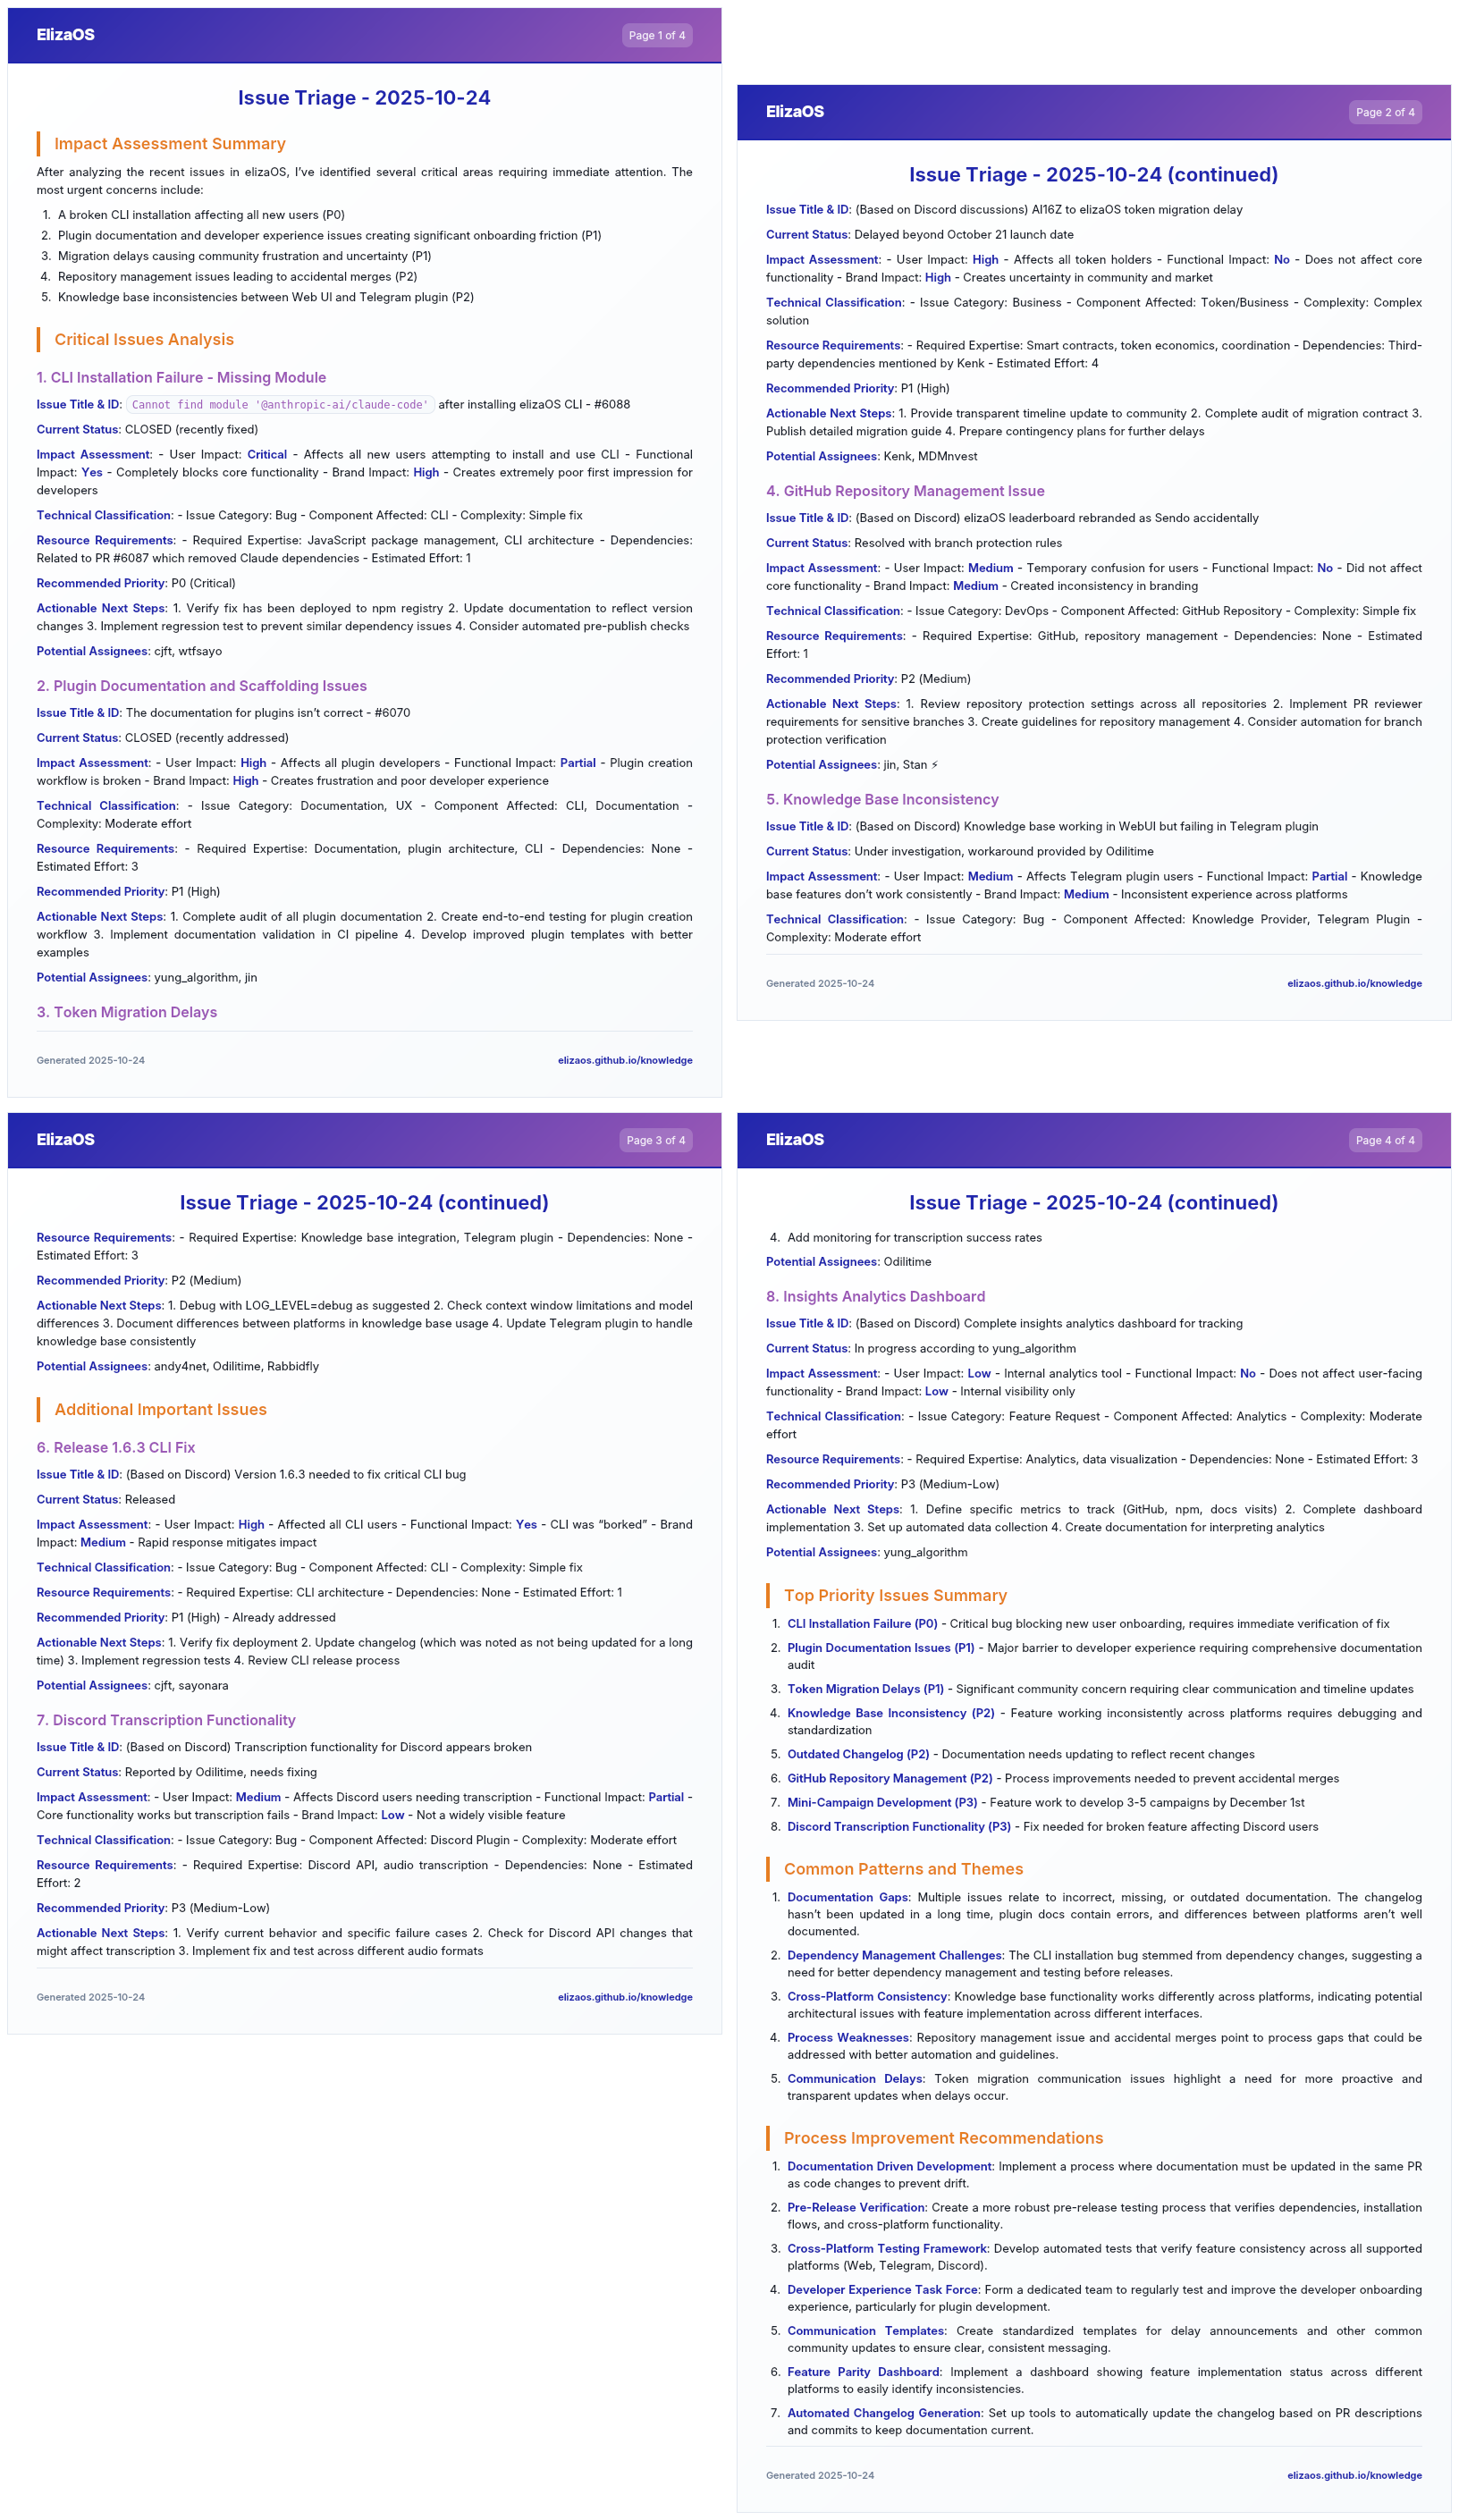 ElizaOS
Page 1 of 4
Issue Triage - 2025-10-24
Impact Assessment Summary
After analyzing the recent issues in elizaOS, I’ve identified several critical areas requiring immediate attention. The
most urgent concerns include:
1. A broken CLI installation affecting all new users (P0)
2. Plugin documentation and developer experience issues creating significant onboarding friction (P1)
3. Migration delays causing community frustration and uncertainty (P1)
4. Repository management issues leading to accidental merges (P2)
5. Knowledge base inconsistencies between Web UI and Telegram plugin (P2)
Critical Issues Analysis
1. CLI Installation Failure - Missing Module
Issue Title & ID: Cannot find module '@anthropic-ai/claude-code' after installing elizaOS CLI - #6088
Current Status: CLOSED (recently fixed)
Impact Assessment: - User Impact: Critical - Affects all new users attempting to install and use CLI - Functional
Impact: Yes - Completely blocks core functionality - Brand Impact: High - Creates extremely poor first impression for
developers
Technical Classification: - Issue Category: Bug - Component Affected: CLI - Complexity: Simple fix
Resource Requirements: - Required Expertise: JavaScript package management, CLI architecture - Dependencies:
Related to PR #6087 which removed Claude dependencies - Estimated Effort: 1
Recommended Priority: P0 (Critical)
Actionable Next Steps: 1. Verify fix has been deployed to npm registry 2. Update documentation to reflect version
changes 3. Implement regression test to prevent similar dependency issues 4. Consider automated pre-publish checks
Potential Assignees: cjft, wtfsayo
2. Plugin Documentation and Scaffolding Issues
Issue Title & ID: The documentation for plugins isn’t correct - #6070
Current Status: CLOSED (recently addressed)
Impact Assessment: - User Impact: High - Affects all plugin developers - Functional Impact: Partial - Plugin creation
workflow is broken - Brand Impact: High - Creates frustration and poor developer experience
Technical Classification: - Issue Category: Documentation, UX - Component Affected: CLI, Documentation -
Complexity: Moderate effort
Resource Requirements: - Required Expertise: Documentation, plugin architecture, CLI - Dependencies: None -
Estimated Effort: 3
Recommended Priority: P1 (High)
Actionable Next Steps: 1. Complete audit of all plugin documentation 2. Create end-to-end testing for plugin creation
workflow 3. Implement documentation validation in CI pipeline 4. Develop improved plugin templates with better
examples
Potential Assignees: yung_algorithm, jin
3. Token Migration Delays
Generated 2025-10-24
elizaos.github.io/knowledge
ElizaOS
Page 2 of 4
Issue Triage - 2025-10-24 (continued)
Issue Title & ID: (Based on Discord discussions) AI16Z to elizaOS token migration delay
Current Status: Delayed beyond October 21 launch date
Impact Assessment: - User Impact: High - Affects all token holders - Functional Impact: No - Does not affect core
functionality - Brand Impact: High - Creates uncertainty in community and market
Technical Classification: - Issue Category: Business - Component Affected: Token/Business - Complexity: Complex
solution
Resource Requirements: - Required Expertise: Smart contracts, token economics, coordination - Dependencies: Third-
party dependencies mentioned by Kenk - Estimated Effort: 4
Recommended Priority: P1 (High)
Actionable Next Steps: 1. Provide transparent timeline update to community 2. Complete audit of migration contract 3.
Publish detailed migration guide 4. Prepare contingency plans for further delays
Potential Assignees: Kenk, MDMnvest
4. GitHub Repository Management Issue
Issue Title & ID: (Based on Discord) elizaOS leaderboard rebranded as Sendo accidentally
Current Status: Resolved with branch protection rules
Impact Assessment: - User Impact: Medium - Temporary confusion for users - Functional Impact: No - Did not affect
core functionality - Brand Impact: Medium - Created inconsistency in branding
Technical Classification: - Issue Category: DevOps - Component Affected: GitHub Repository - Complexity: Simple fix
Resource Requirements: - Required Expertise: GitHub, repository management - Dependencies: None - Estimated
Effort: 1
Recommended Priority: P2 (Medium)
Actionable Next Steps: 1. Review repository protection settings across all repositories 2. Implement PR reviewer
requirements for sensitive branches 3. Create guidelines for repository management 4. Consider automation for branch
protection verification
Potential Assignees: jin, Stan ⚡
5. Knowledge Base Inconsistency
Issue Title & ID: (Based on Discord) Knowledge base working in WebUI but failing in Telegram plugin
Current Status: Under investigation, workaround provided by Odilitime
Impact Assessment: - User Impact: Medium - Affects Telegram plugin users - Functional Impact: Partial - Knowledge
base features don’t work consistently - Brand Impact: Medium - Inconsistent experience across platforms
Technical Classification: - Issue Category: Bug - Component Affected: Knowledge Provider, Telegram Plugin -
Complexity: Moderate effort
Generated 2025-10-24
elizaos.github.io/knowledge
ElizaOS
Page 3 of 4
Issue Triage - 2025-10-24 (continued)
Resource Requirements: - Required Expertise: Knowledge base integration, Telegram plugin - Dependencies: None -
Estimated Effort: 3
Recommended Priority: P2 (Medium)
Actionable Next Steps: 1. Debug with LOG_LEVEL=debug as suggested 2. Check context window limitations and model
differences 3. Document differences between platforms in knowledge base usage 4. Update Telegram plugin to handle
knowledge base consistently
Potential Assignees: andy4net, Odilitime, Rabbidfly
Additional Important Issues
6. Release 1.6.3 CLI Fix
Issue Title & ID: (Based on Discord) Version 1.6.3 needed to fix critical CLI bug
Current Status: Released
Impact Assessment: - User Impact: High - Affected all CLI users - Functional Impact: Yes - CLI was “borked” - Brand
Impact: Medium - Rapid response mitigates impact
Technical Classification: - Issue Category: Bug - Component Affected: CLI - Complexity: Simple fix
Resource Requirements: - Required Expertise: CLI architecture - Dependencies: None - Estimated Effort: 1
Recommended Priority: P1 (High) - Already addressed
Actionable Next Steps: 1. Verify fix deployment 2. Update changelog (which was noted as not being updated for a long
time) 3. Implement regression tests 4. Review CLI release process
Potential Assignees: cjft, sayonara
7. Discord Transcription Functionality
Issue Title & ID: (Based on Discord) Transcription functionality for Discord appears broken
Current Status: Reported by Odilitime, needs fixing
Impact Assessment: - User Impact: Medium - Affects Discord users needing transcription - Functional Impact: Partial -
Core functionality works but transcription fails - Brand Impact: Low - Not a widely visible feature
Technical Classification: - Issue Category: Bug - Component Affected: Discord Plugin - Complexity: Moderate effort
Resource Requirements: - Required Expertise: Discord API, audio transcription - Dependencies: None - Estimated
Effort: 2
Recommended Priority: P3 (Medium-Low)
Actionable Next Steps: 1. Verify current behavior and specific failure cases 2. Check for Discord API changes that
might affect transcription 3. Implement fix and test across different audio formats
Generated 2025-10-24
elizaos.github.io/knowledge
ElizaOS
Page 4 of 4
Issue Triage - 2025-10-24 (continued)
4. Add monitoring for transcription success rates
Potential Assignees: Odilitime
8. Insights Analytics Dashboard
Issue Title & ID: (Based on Discord) Complete insights analytics dashboard for tracking
Current Status: In progress according to yung_algorithm
Impact Assessment: - User Impact: Low - Internal analytics tool - Functional Impact: No - Does not affect user-facing
functionality - Brand Impact: Low - Internal visibility only
Technical Classification: - Issue Category: Feature Request - Component Affected: Analytics - Complexity: Moderate
effort
Resource Requirements: - Required Expertise: Analytics, data visualization - Dependencies: None - Estimated Effort: 3
Recommended Priority: P3 (Medium-Low)
Actionable Next Steps: 1. Define specific metrics to track (GitHub, npm, docs visits) 2. Complete dashboard
implementation 3. Set up automated data collection 4. Create documentation for interpreting analytics
Potential Assignees: yung_algorithm
Top Priority Issues Summary
1. CLI Installation Failure (P0) - Critical bug blocking new user onboarding, requires immediate verification of fix
2. Plugin Documentation Issues (P1) - Major barrier to developer experience requiring comprehensive documentation
audit
3. Token Migration Delays (P1) - Significant community concern requiring clear communication and timeline updates
4. Knowledge Base Inconsistency (P2) - Feature working inconsistently across platforms requires debugging and
standardization
5. Outdated Changelog (P2) - Documentation needs updating to reflect recent changes
6. GitHub Repository Management (P2) - Process improvements needed to prevent accidental merges
7. Mini-Campaign Development (P3) - Feature work to develop 3-5 campaigns by December 1st
8. Discord Transcription Functionality (P3) - Fix needed for broken feature affecting Discord users
Common Patterns and Themes
1. Documentation Gaps: Multiple issues relate to incorrect, missing, or outdated documentation. The changelog
hasn’t been updated in a long time, plugin docs contain errors, and differences between platforms aren’t well
documented.
2. Dependency Management Challenges: The CLI installation bug stemmed from dependency changes, suggesting a
need for better dependency management and testing before releases.
3. Cross-Platform Consistency: Knowledge base functionality works differently across platforms, indicating potential
architectural issues with feature implementation across different interfaces.
4. Process Weaknesses: Repository management issue and accidental merges point to process gaps that could be
addressed with better automation and guidelines.
5. Communication Delays: Token migration communication issues highlight a need for more proactive and
transparent updates when delays occur.
Process Improvement Recommendations
1. Documentation Driven Development: Implement a process where documentation must be updated in the same PR
as code changes to prevent drift.
2. Pre-Release Verification: Create a more robust pre-release testing process that verifies dependencies, installation
flows, and cross-platform functionality.
3. Cross-Platform Testing Framework: Develop automated tests that verify feature consistency across all supported
platforms (Web, Telegram, Discord).
4. Developer Experience Task Force: Form a dedicated team to regularly test and improve the developer onboarding
experience, particularly for plugin development.
5. Communication Templates: Create standardized templates for delay announcements and other common
community updates to ensure clear, consistent messaging.
6. Feature Parity Dashboard: Implement a dashboard showing feature implementation status across different
platforms to easily identify inconsistencies.
7. Automated Changelog Generation: Set up tools to automatically update the changelog based on PR descriptions
and commits to keep documentation current.
Generated 2025-10-24
elizaos.github.io/knowledge